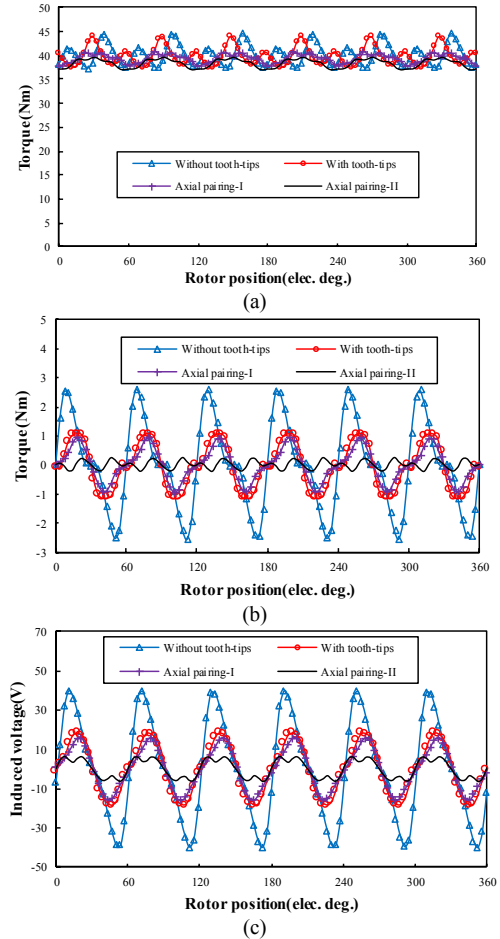 50
45
40
35
30
25
20
15
10
5
0
Torque(Nm)
Without tooth-tips
With tooth-tips
Axial pairing-I
Axial pairing-II
0 60 120 180 240 300 360
Rotor position(elec. deg.)
(a)
5
4
3
2
1
0
-1
-2
-3
Torque (Nm)
Without tooth-tips
With tooth-tips
Axial pairing-I
Axial pairing-II
0 60 120 180 240 300 360
Rotor position(elec. deg.)
(b)
70
50
30
10
-10
-30
-50
Induced voltage(V)
Without tooth-tips
With tooth-tips
Axial pairing-I
Axial pairing-II
0 60 120 180 240 300 360
Rotor position(elec. deg.)
(c)